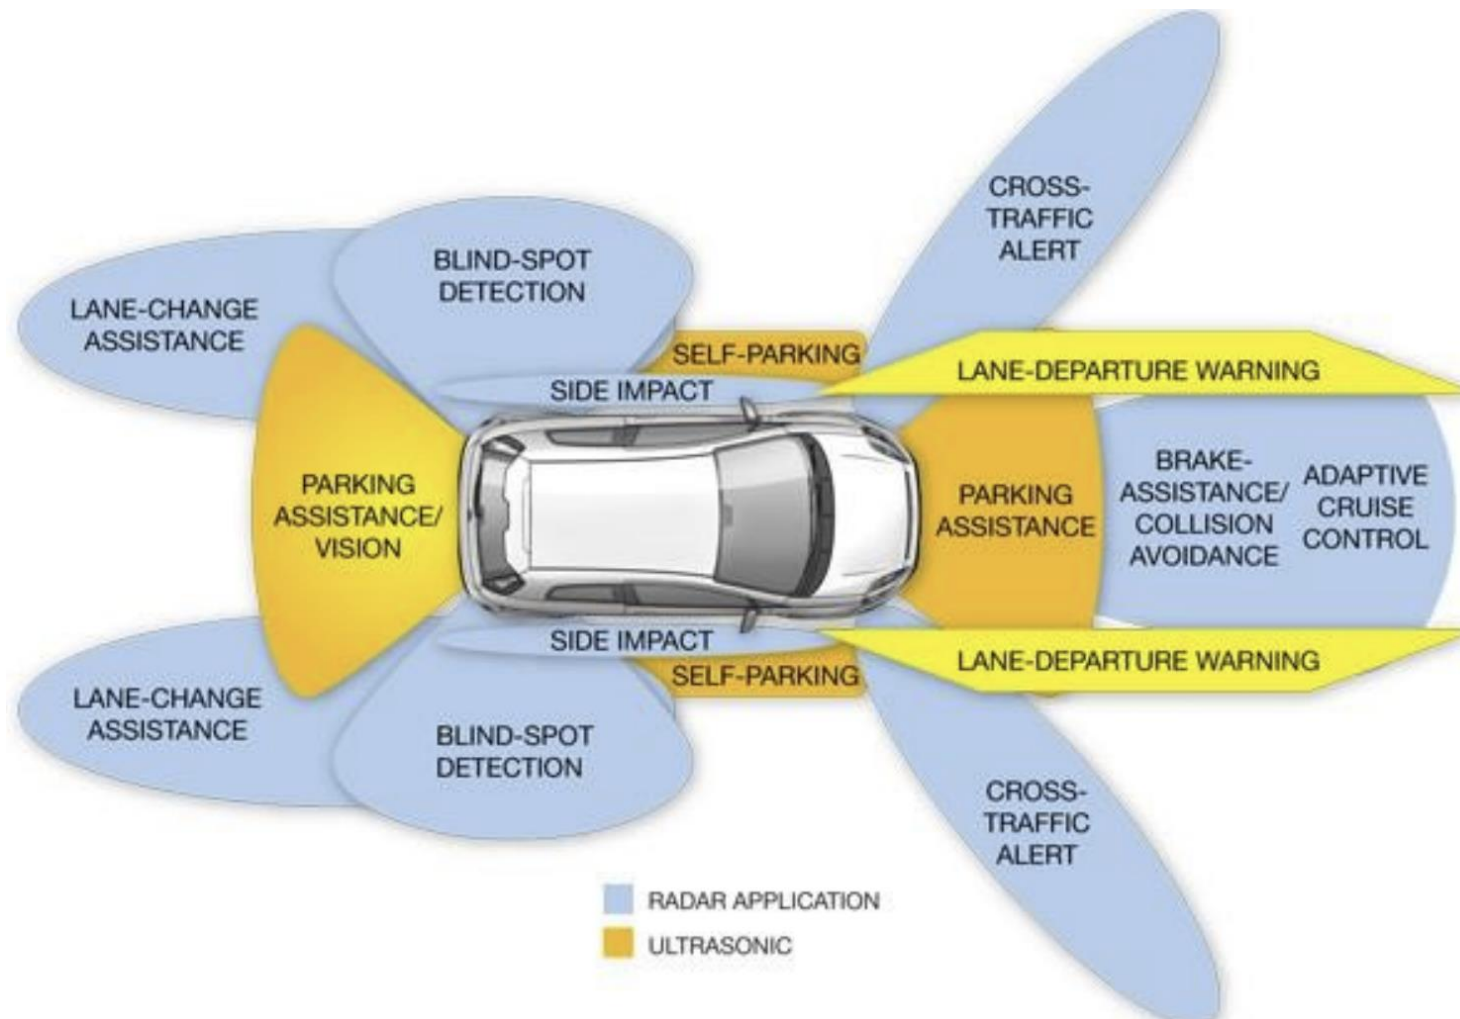 CROSS-
TRAFFIC
ALERT
BLIND-SPOT
DETECTION
LANE-CHANGE
ASSISTANCE
SELF-PARKING
LANE-DEPARTURE WARNING
SIDE IMPACT
PARKING
ASSISTANCE/
VISION
PARKING
ASSISTANCE
BRAKE-
ASSISTANCE/
COLLISION
AVOIDANCE
ADAPTIVE
CRUISE
CONTROL
SIDE IMPACT
LANE-DEPARTURE WARNING
SELF-PARKING
LANE-CHANGE
ASSISTANCE
BLIND-SPOT
DETECTION
CROSS-
TRAFFIC
ALERT
RADAR APPLICATION
ULTRASONIC